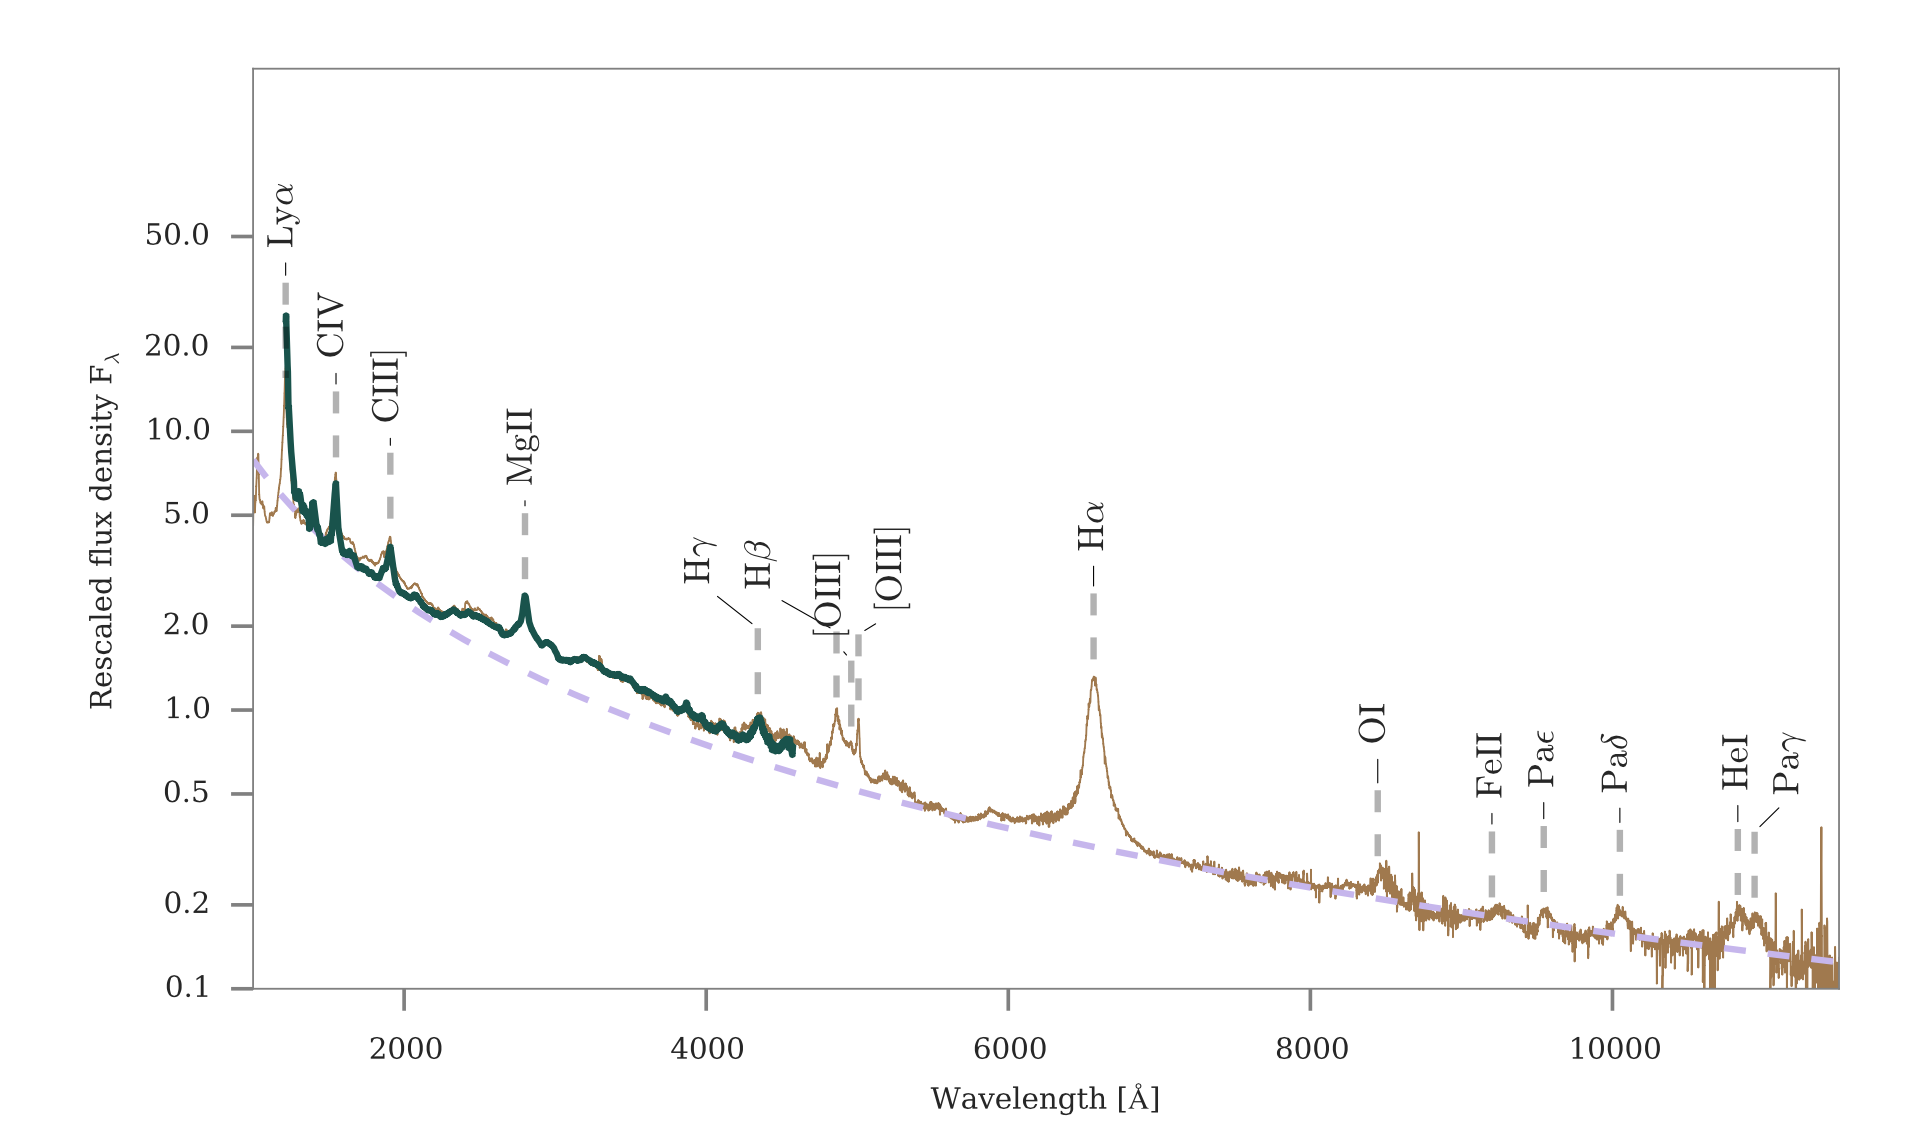 Lyα
CIV
CIII]
MgII
Hγ
Hβ
[OIII]
[OIII]
Hα
OI
FeII
Paϵ
Paδ
HeI
Paγ
50.0
20.0
10.0
5.0
2.0
1.0
0.5
0.2
0.1
Rescaled flux density Fλ
2000 4000 6000 8000 10000
Wavelength [Å]